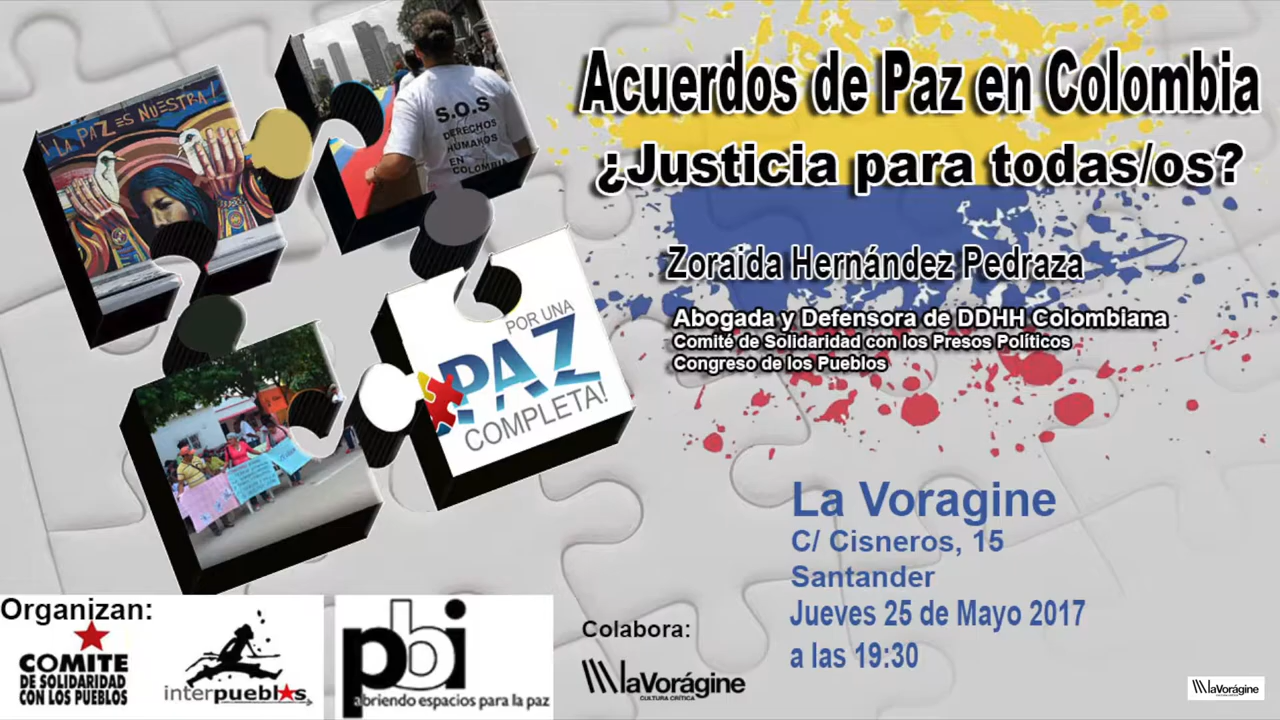 LA PAZ ES NUESTRA!
S.O.S
DERECHOS
HUMANOS
EN
COLOMBIA
POR UNA
PAZ
COMPLETA!
Acuerdos de Paz en Colombia
¿Justicia para todas/os?
Zoraida Hernández Pedraza
Abogada y Defensora de DDHH Colombiana
Comité de Solidaridad con los Presos Políticos
Congreso de los Pueblos
La Voragine
C/ Cisneros, 15
Santander
Jueves 25 de Mayo 2017
a las 19:30
Organizan:
COMITE
DE SOLIDARIDAD
CON LOS PUEBLOS
interpueblos
pbi
abriendo espacios para la paz
Colabora:
laVorágine
CULTURA CRÍTICA
laVorágine